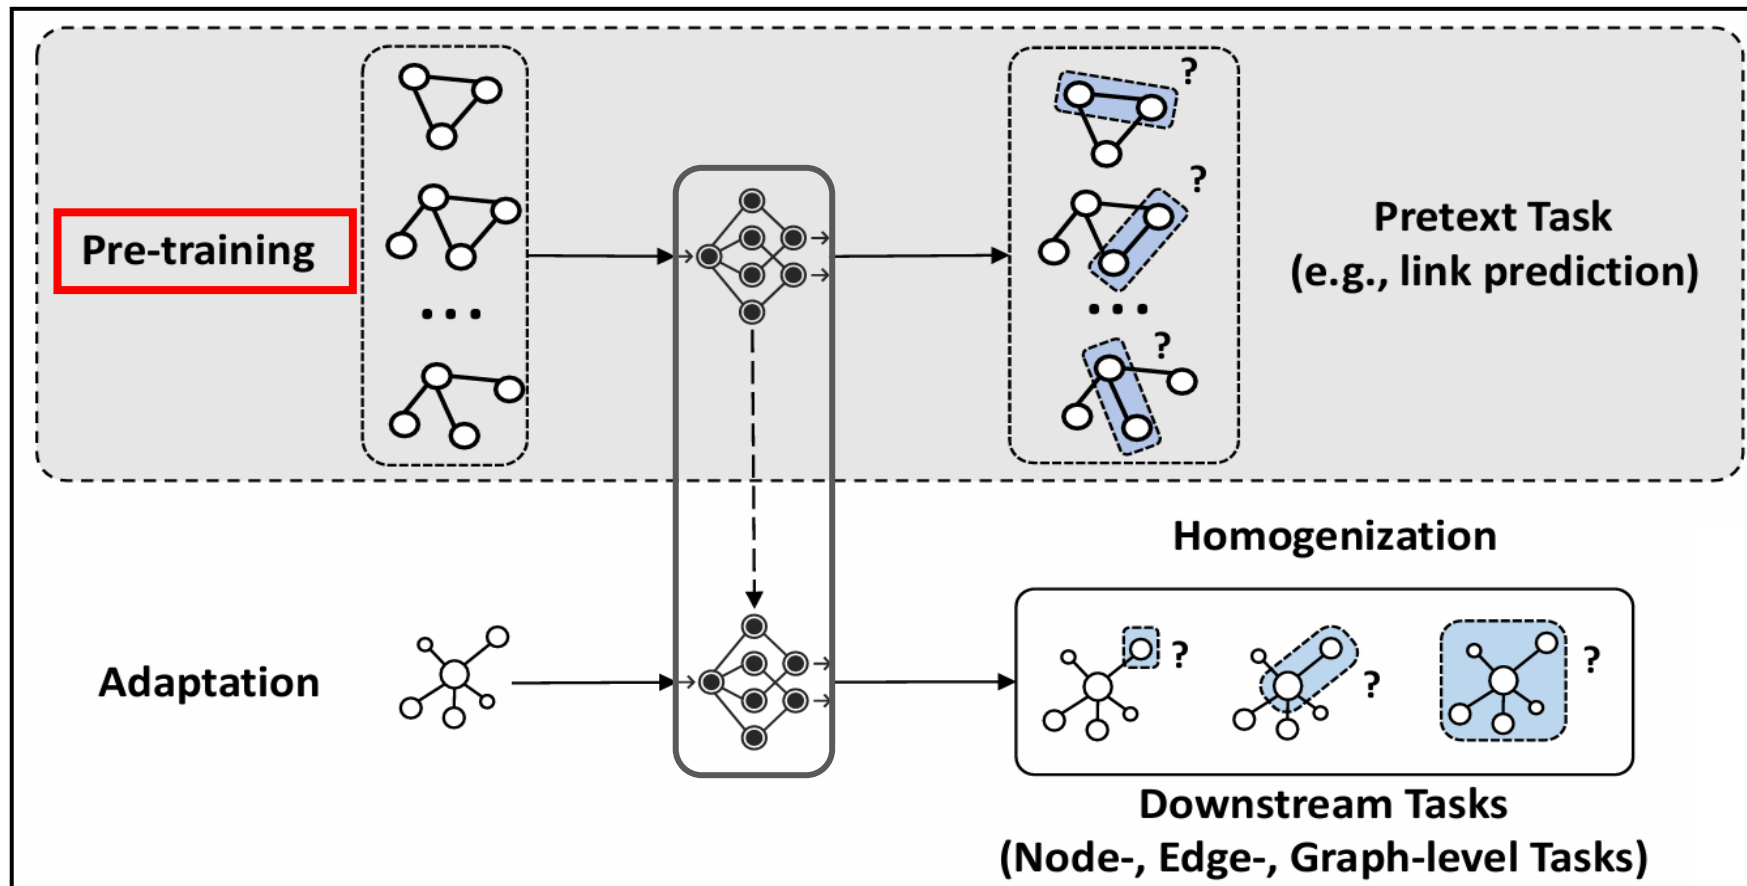 Pre-training
?
?
...
...
?
Pretext Task
(e.g., link prediction)
Homogenization
Adaptation
?
?
?
Downstream Tasks
(Node-, Edge-, Graph-level Tasks)